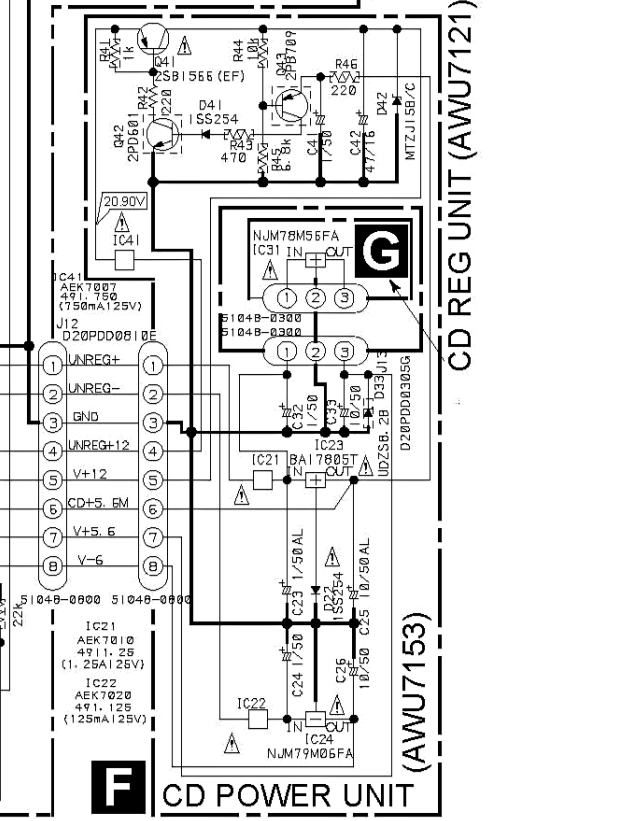 R41
1k
Q41
2SB1566 (EF)
R42
220
Q42
2PD601
D41
1SS254
R43
470
R44
10k
Q43
2PB709
R45
6.8k
R46
220
C41
1/50
C42
47/16
D42
MTZJ15B/C
20.90V
IC41
IC41
AEK7007
491.750
(750mA125V)
J12
D20PDD0810E
NJM78M56FA
IC31
IN
OUT
G
1
2
3
51048-0300
51048-0300
1
2
3
J13
D20PDD0305G
C32
1/50
C33
10/50
D33
UDZS8.2B
1
UNREG+
1
2
UNREG-
2
3
GND
3
4
UNREG+12
4
5
V+12
5
6
CD+5.6M
6
7
V+5.6
7
8
V-6
8
51048-0800
51048-0800
22k
IC21
IC23
BA17805T
IN
OUT
C23 1/50AL
D22
1SS254
C25 10/50AL
C24 1/50
C26
10/50
IC21
AEK7010
4911.25
(1.25A125V)
IC22
AEK7020
491.125
(125mA125V)
IC22
IN
OUT
IC24
NJM79M06FA
F
CD POWER UNIT
(AWU7153)
CD REG UNIT (AWU7121)